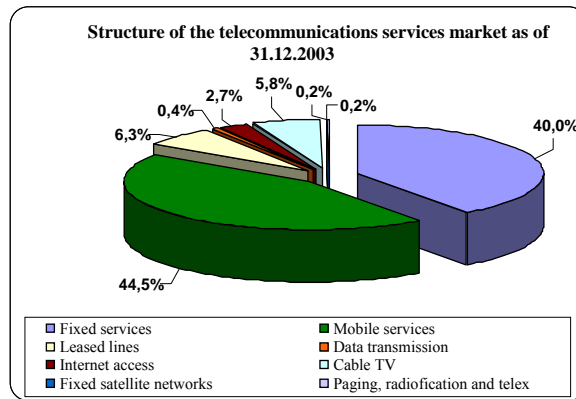 Structure of the telecommunications services market as of
31.12.2003
5,8%
0,2%
2,7%
0,2%
0,4%
6,3%
40,0%
44,5%
Fixed services
Mobile services
Leased lines
Data transmission
Internet access
Cable TV
Fixed satellite networks
Paging, radiofication and telex